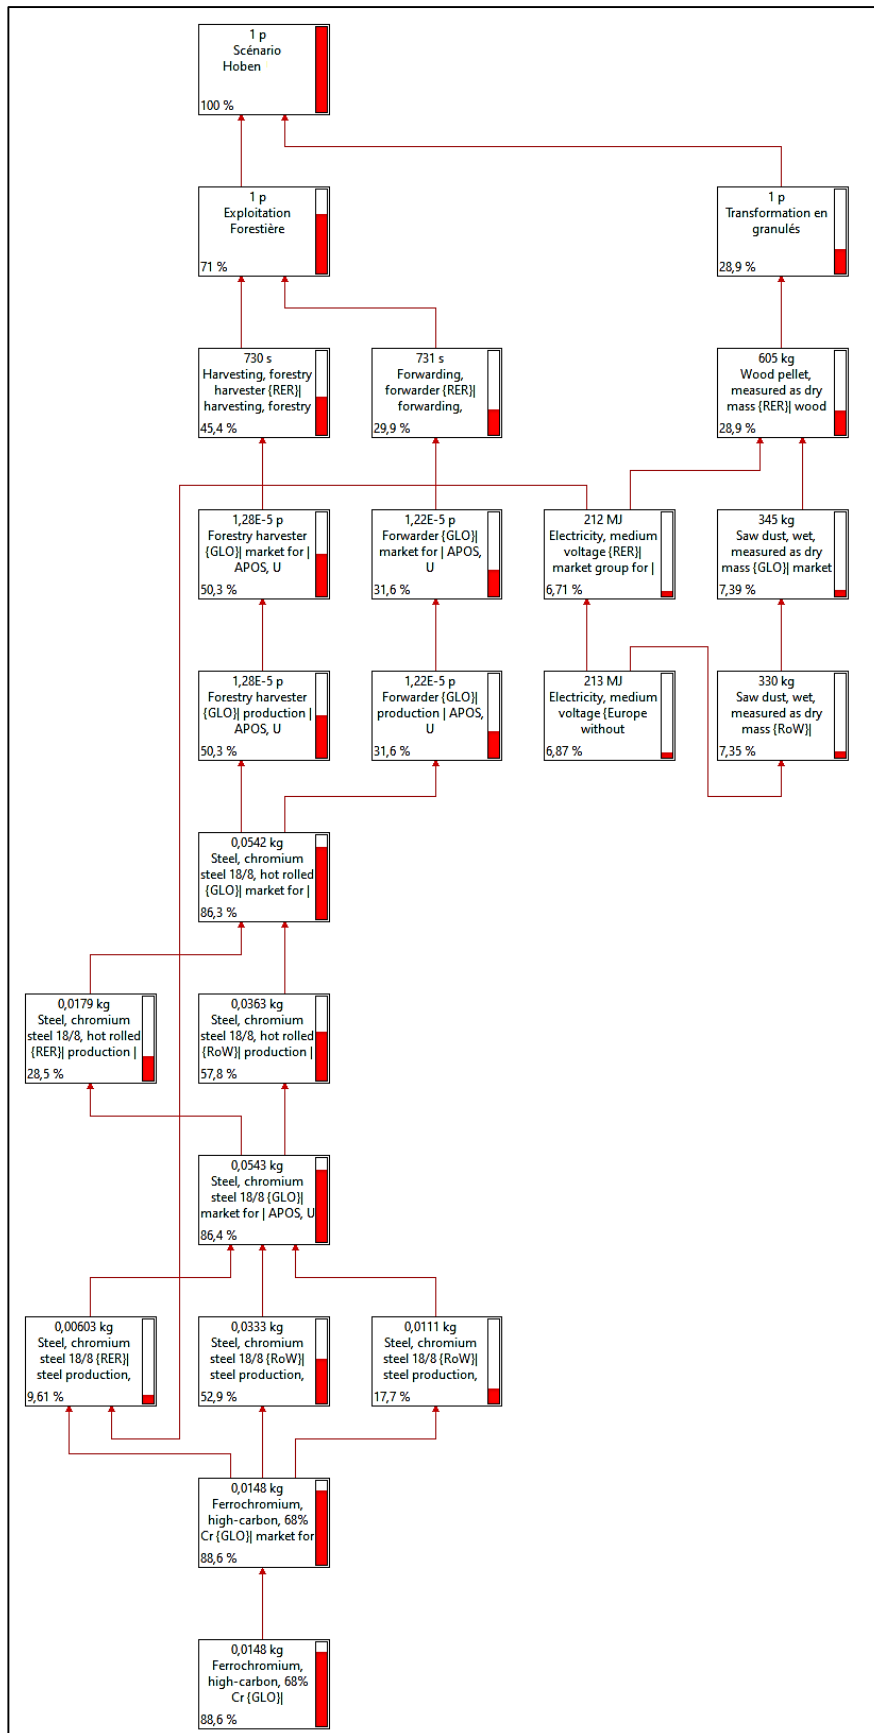 1 p
Scénario
Hoben
100 %
1 p
Exploitation
Forestière
71 %
1 p
Transformation en
granulés
28,9 %
730 s
Harvesting, forestry
harvester {RER}|
harvesting, forestry
45,4 %
731 s
Forwarding,
forwarder {RER}|
forwarding,
29,9 %
605 kg
Wood pellet,
measured as dry
mass {RER}| wood
28,9 %
1,28E-5 p
Forestry harvester
{GLO}| market for |
APOS, U
50,3 %
1,22E-5 p
Forwarder {GLO}|
market for | APOS,
U
31,6 %
212 MJ
Electricity, medium
voltage {RER}|
market group for |
6,71 %
345 kg
Saw dust, wet,
measured as dry
mass {GLO}| market
7,39 %
1,28E-5 p
Forestry harvester
{GLO}| production |
APOS, U
50,3 %
1,22E-5 p
Forwarder {GLO}|
production | APOS,
U
31,6 %
213 MJ
Electricity, medium
voltage {Europe
without
6,87 %
330 kg
Saw dust, wet,
measured as dry
mass {RoW}|
7,35 %
0,0542 kg
Steel, chromium
steel 18/8, hot rolled
{GLO}| market for |
86,3 %
0,0179 kg
Steel, chromium
steel 18/8, hot rolled
{RER}| production |
28,5 %
0,0363 kg
Steel, chromium
steel 18/8, hot rolled
{RoW}| production |
57,8 %
0,0543 kg
Steel, chromium
steel 18/8 {GLO}|
market for | APOS, U
86,4 %
0,00603 kg
Steel, chromium
steel 18/8 {RER}|
steel production,
9,61 %
0,0333 kg
Steel, chromium
steel 18/8 {RoW}|
steel production,
52,9 %
0,0111 kg
Steel, chromium
steel 18/8 {RoW}|
steel production,
17,7 %
0,0148 kg
Ferrochromium,
high-carbon, 68%
Cr {GLO}| market for
88,6 %
0,0148 kg
Ferrochromium,
high-carbon, 68%
Cr {GLO}|
88,6 %